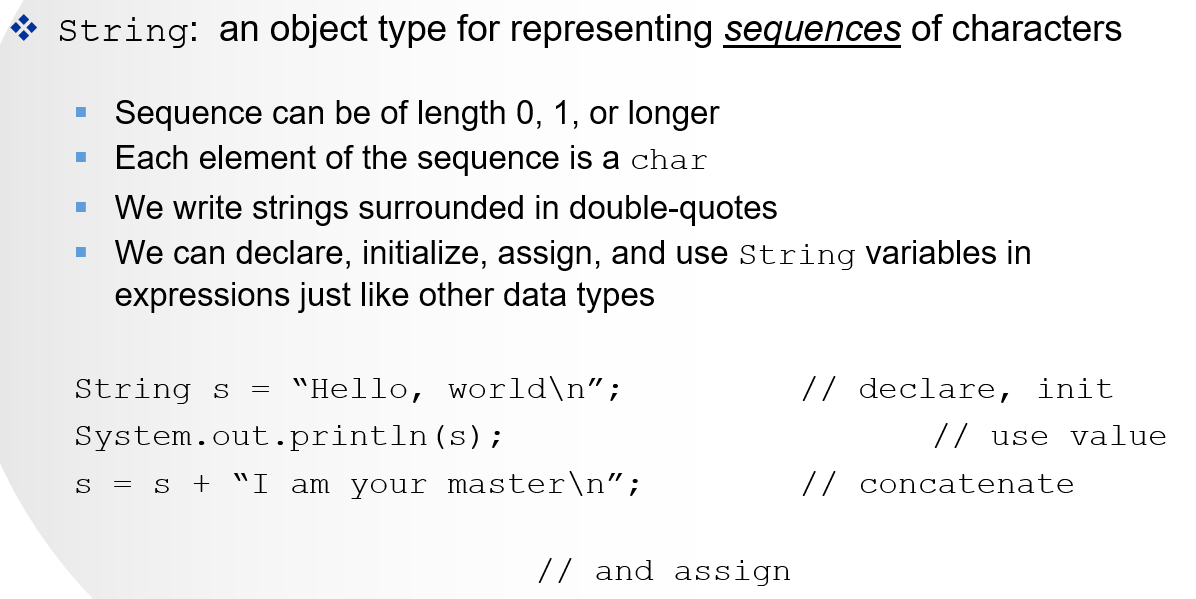 String: an object type for representing sequences of characters
Sequence can be of length 0, 1, or longer
Each element of the sequence is a char
We write strings surrounded in double-quotes
We can declare, initialize, assign, and use String variables in
expressions just like other data types
String s = “Hello, world\n”; // declare, init
System.out.println(s); // use value
s = s + “I am your master\n”; // concatenate
// and assign